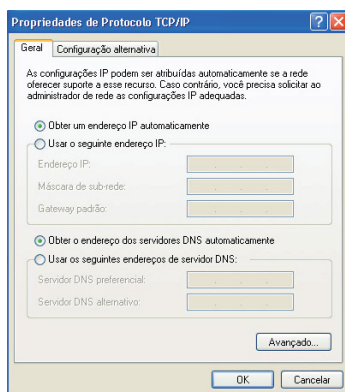 Propriedades de Protocolo TCP/IP
Geral
Configuração alternativa
As configurações IP podem ser atribuídas automaticamente se a rede
oferecer suporte a esse recurso. Caso contrário, você precisa solicitar ao
administrador de rede as configurações IP adequadas.
Obter um endereço IP automaticamente
Usar o seguinte endereço IP:
Endereço IP:
Máscara de sub-rede:
Gateway padrão:
Obter o endereço dos servidores DNS automaticamente
Usar os seguintes endereços de servidor DNS:
Servidor DNS preferencial:
Servidor DNS alternativo:
Avançado...
OK
Cancelar